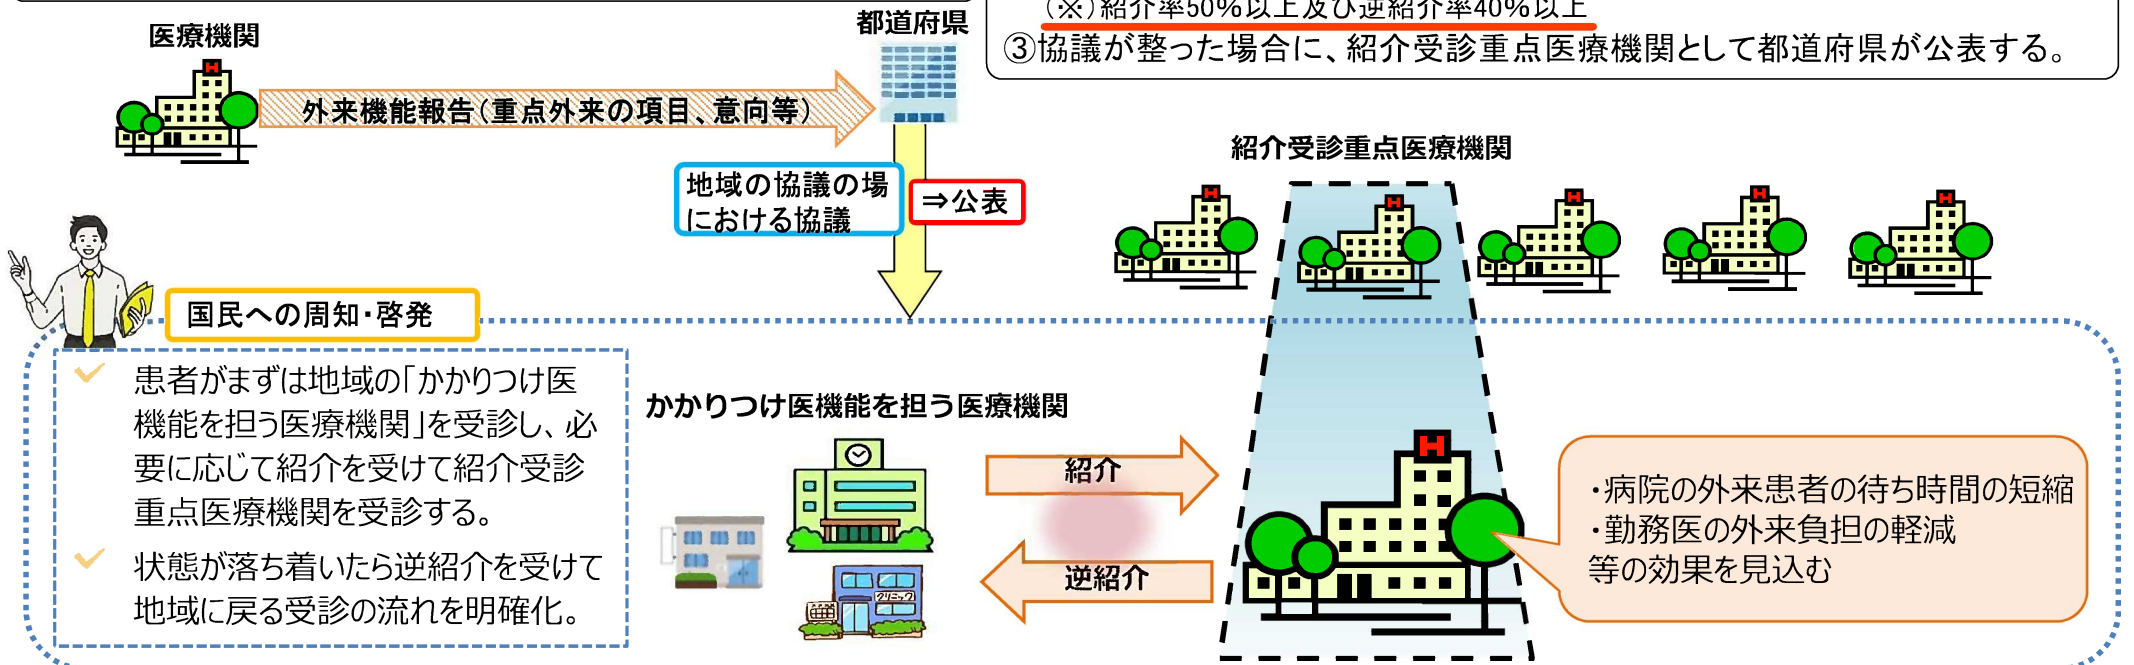 (※)紹介率50%以上及び逆紹介率40%以上
③協議が整った場合に、紹介受診重点医療機関として都道府県が公表する。
都道府県
医療機関
外来機能報告(重点外来の項目、意向等)
地域の協議の場
における協議
⇒公表
紹介受診重点医療機関
国民への周知・啓発
患者がまずは地域の「かかりつけ医
機能を担う医療機関」を受診し、必
要に応じて紹介を受けて紹介受診
重点医療機関を受診する。
状態が落ち着いたら逆紹介を受けて
地域に戻る受診の流れを明確化。
かかりつけ医機能を担う医療機関
クリニック
紹介
逆紹介
・病院の外来患者の待ち時間の短縮
・勤務医の外来負担の軽減
等の効果を見込む
H
H
H
H
H
H
H